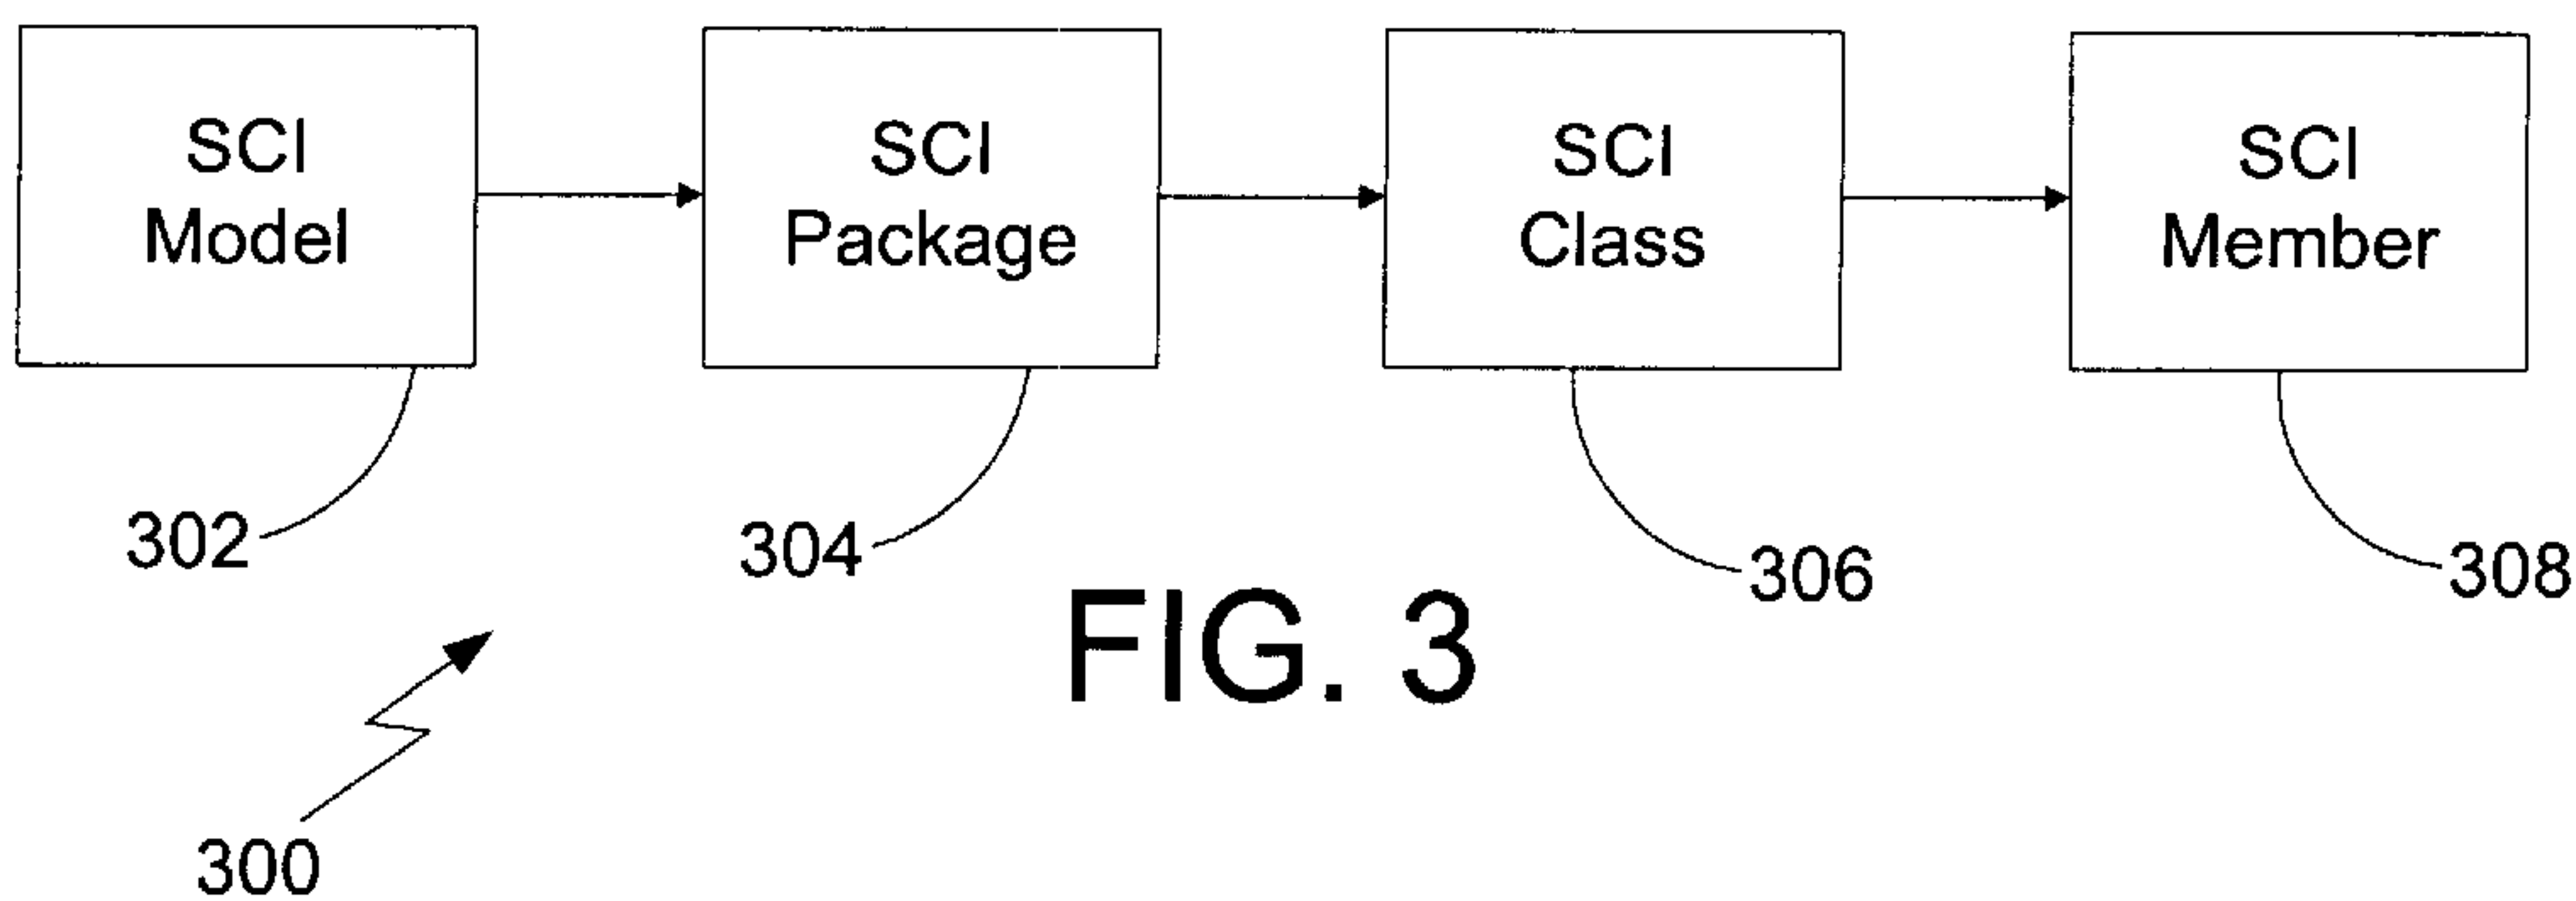 SCI
Model
SCI
Package
SCI
Class
SCI
Member
302
304
306
308
FIG. 3
300